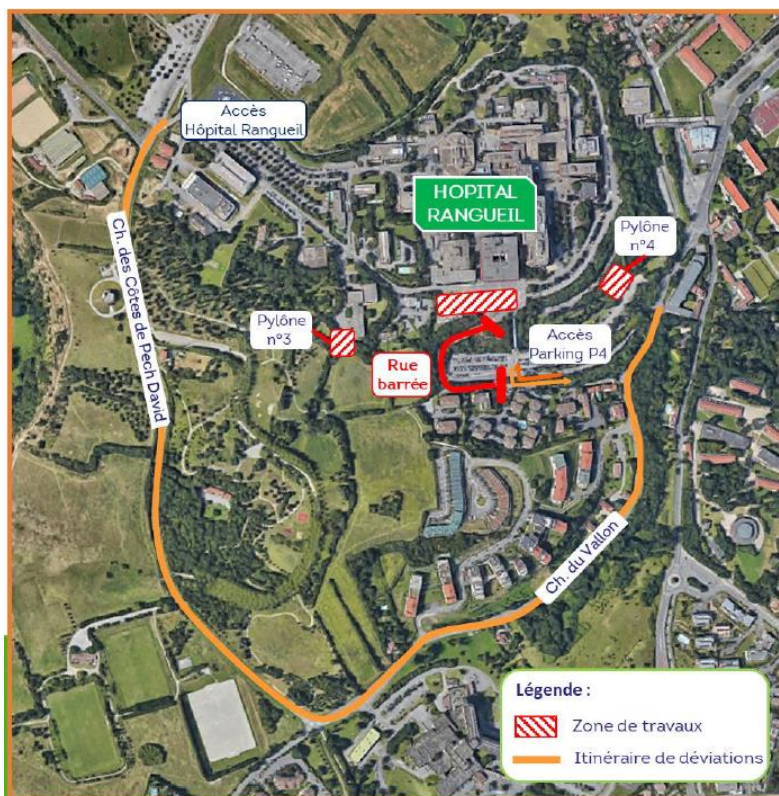 Accès
Hôpital Rangueil
HOPITAL
RANGUEIL
Pylône
n°4
Ch. des Côtes de Pech David
Pylône
n°3
Accès
Parking P4
Rue
barrée
Ch. du Vallon
Légende :
Zone de travaux
Itinéraire de déviations